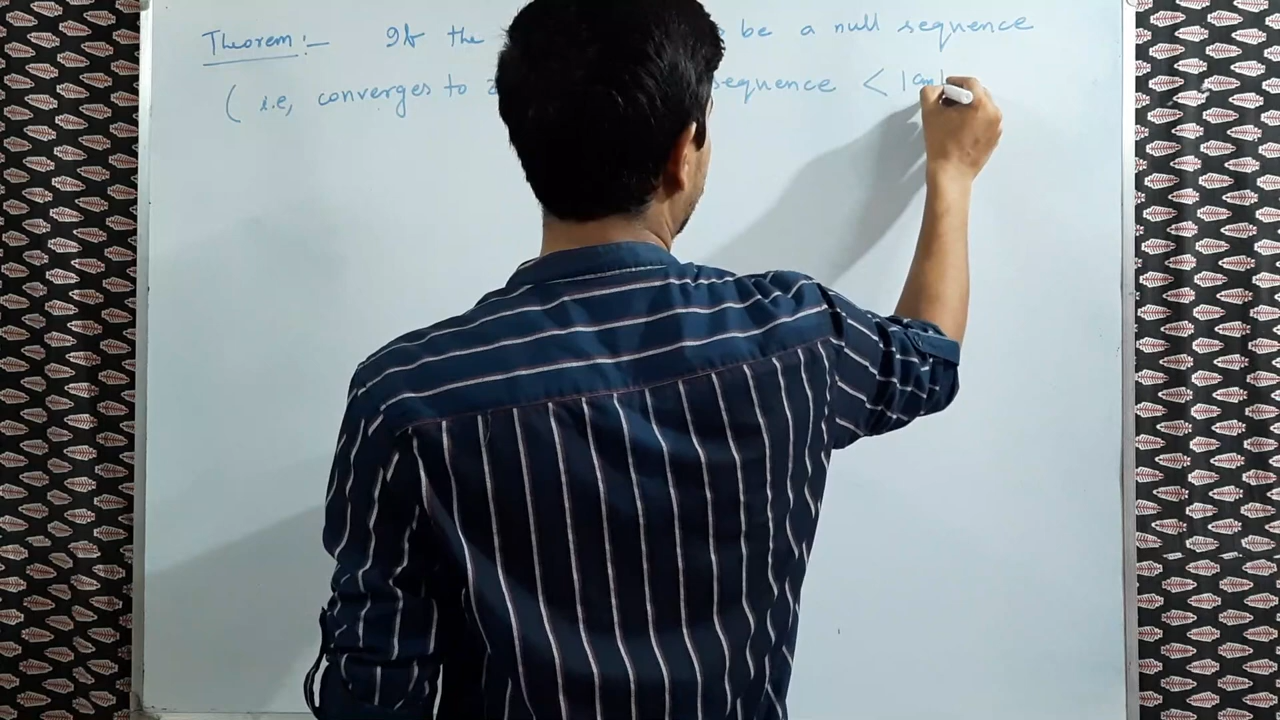 Theorem:- If the be a null sequence
( i.e, converges to sequence < |an|